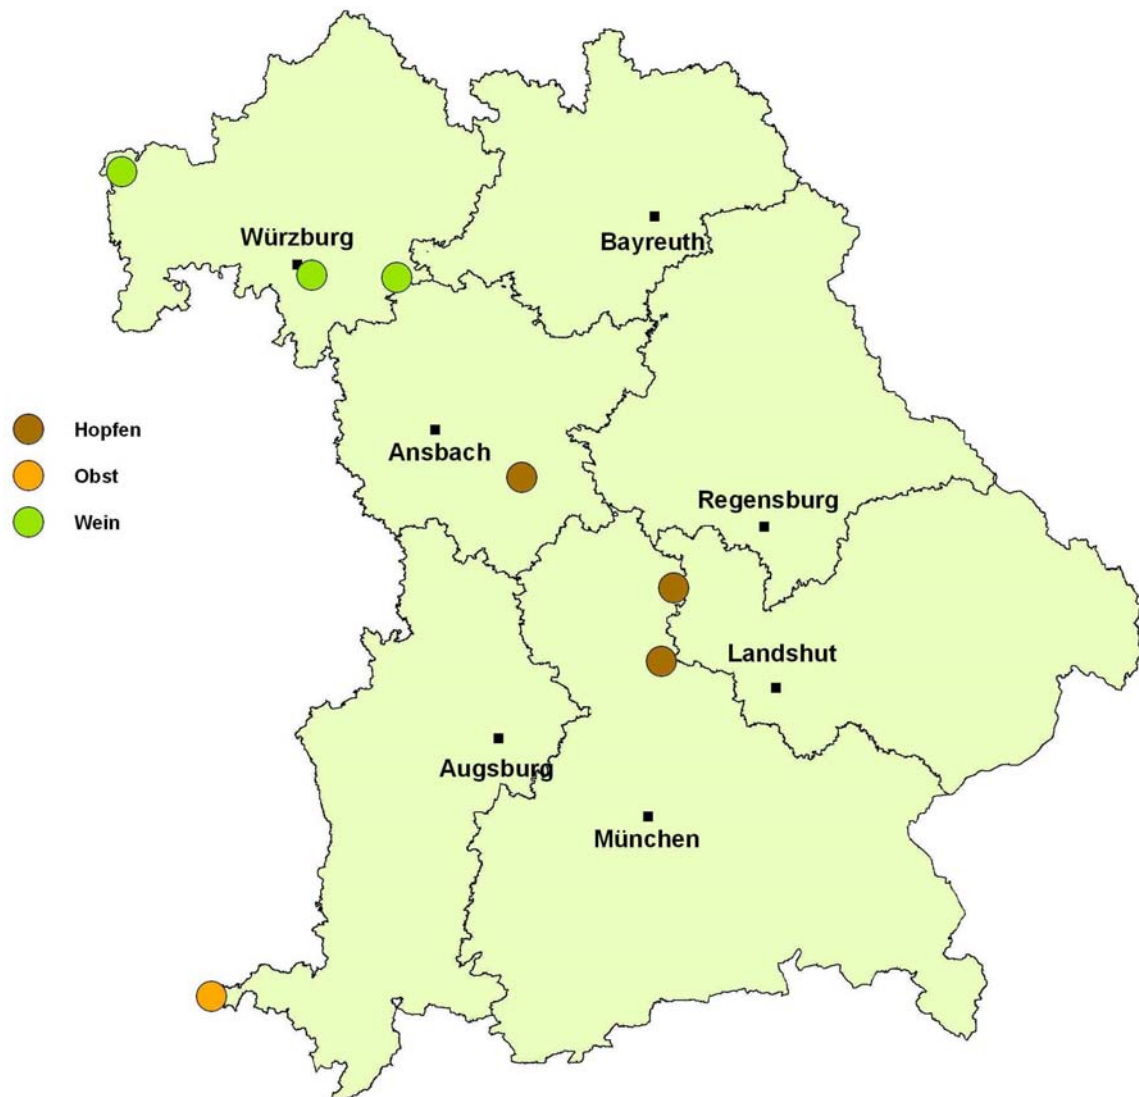 Würzburg
Bayreuth
Hopfen
Obst
Wein
Ansbach
Regensburg
Landshut
Augsburg
München